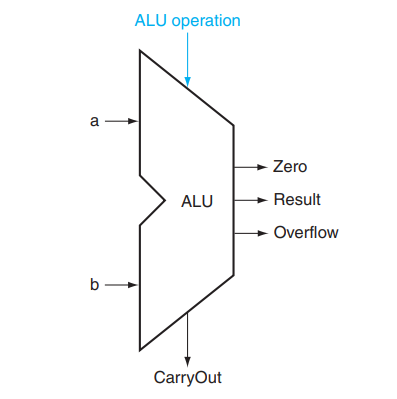 ALU operation
a
Zero
ALU
Result
Overflow
b
CarryOut